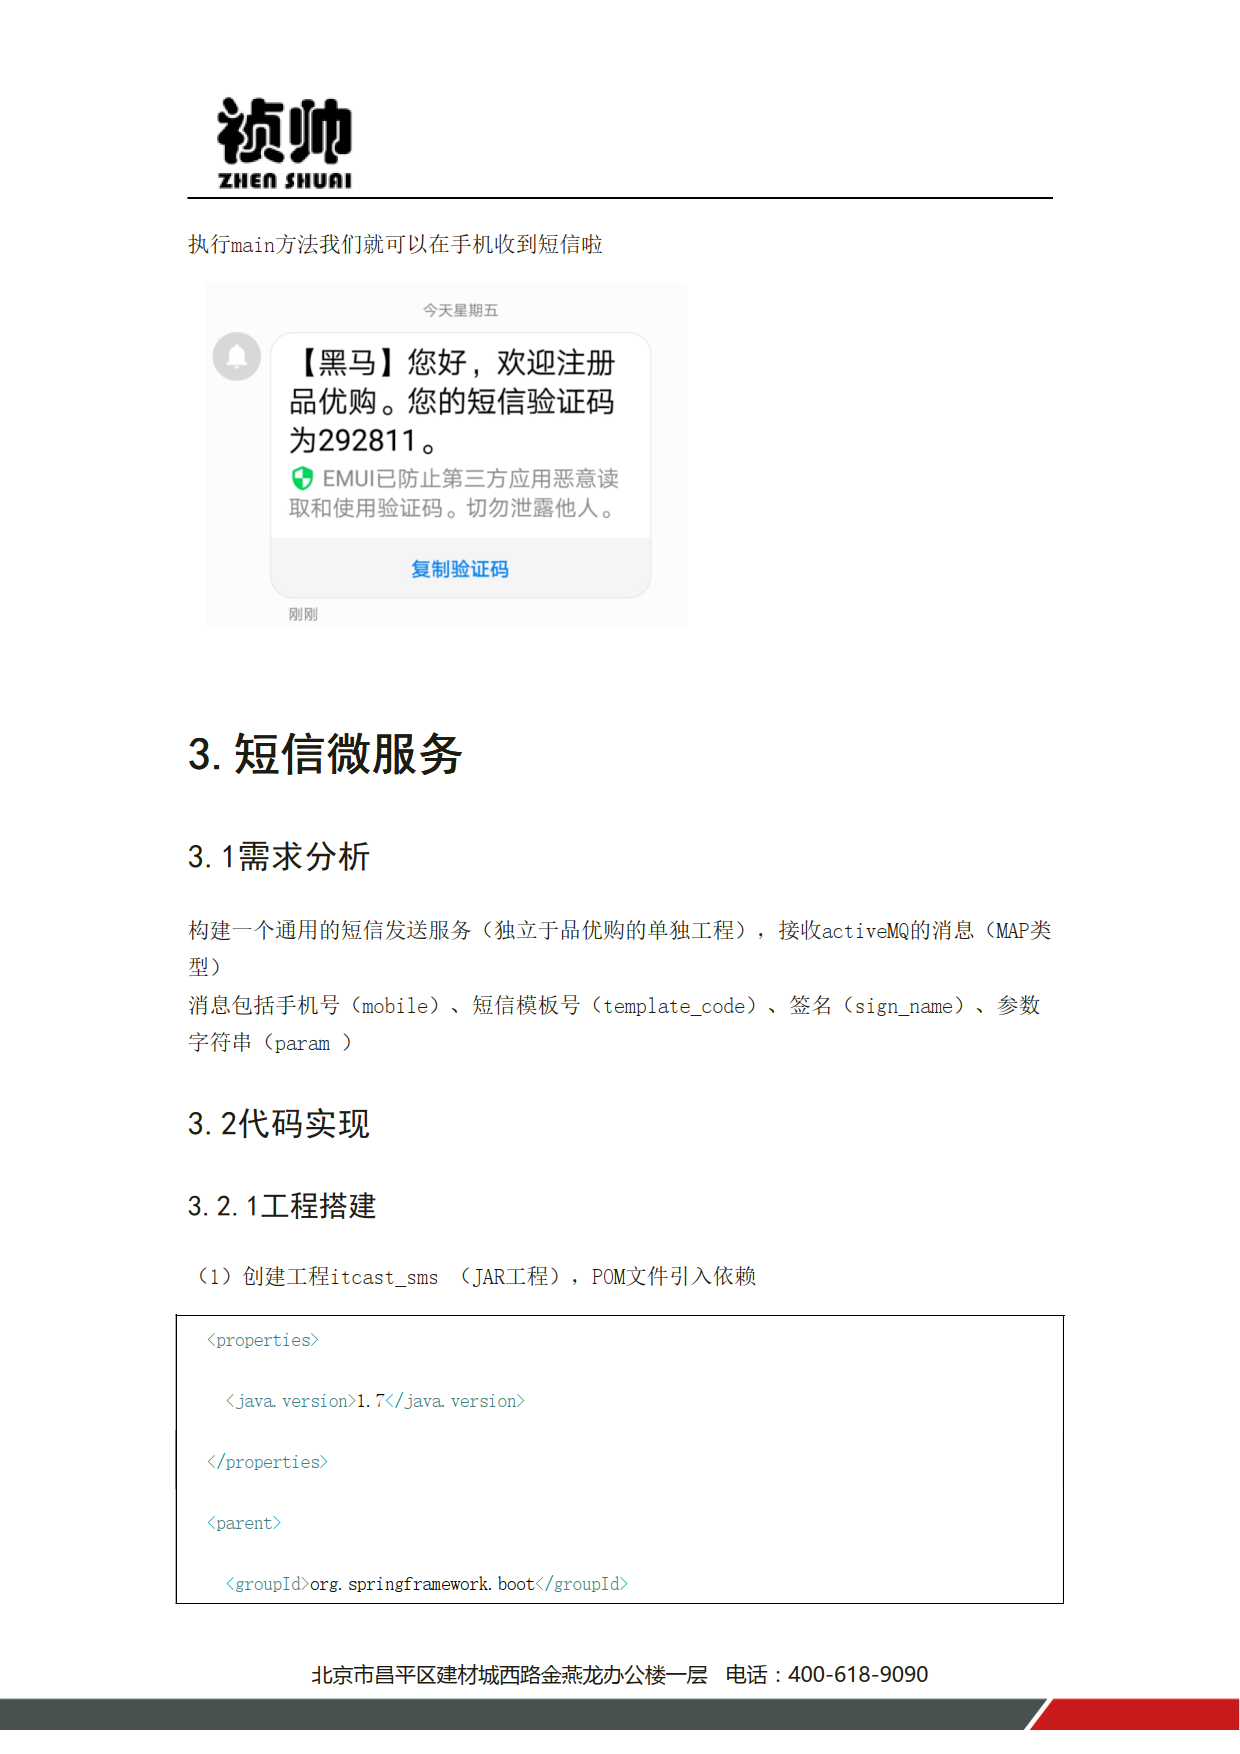 祯帅
ZHEN SHUAI
执行main方法我们就可以在手机收到短信啦
今天星期五
【黑马】您好，欢迎注册
品优购。您的短信验证码
为292811。
EMUI已防止第三方应用恶意读
取和使用验证码。切勿泄露他人。
复制验证码
刚刚
3.短信微服务
3.1需求分析
构建一个通用的短信发送服务（独立于品优购的单独工程），接收activeMQ的消息（MAP类
型）
消息包括手机号（mobile）、短信模板号（template_code）、签名（sign_name）、参数
字符串（param ）
3.2代码实现
3.2.1工程搭建
（1）创建工程itcast_sms （JAR工程），POM文件引入依赖
<properties>
<java.version>1.7</java.version>
</properties>
<parent>
<groupId>org.springframework.boot</groupId>
北京市昌平区建材城西路金燕龙办公楼一层 电话：400-618-9090